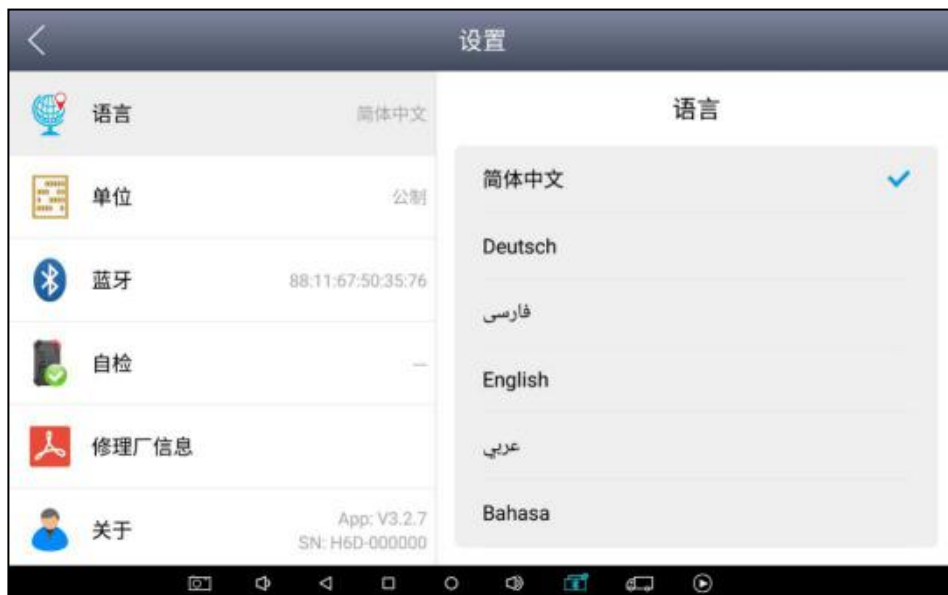 设置
语言 简体中文
单位 公制
蓝牙 88:11:67:50:35:76
自检 —
修理厂信息
关于 App: V3.2.7
SN: H6D-000000
语言
简体中文
Deutsch
فارسی
English
عربي
Bahasa